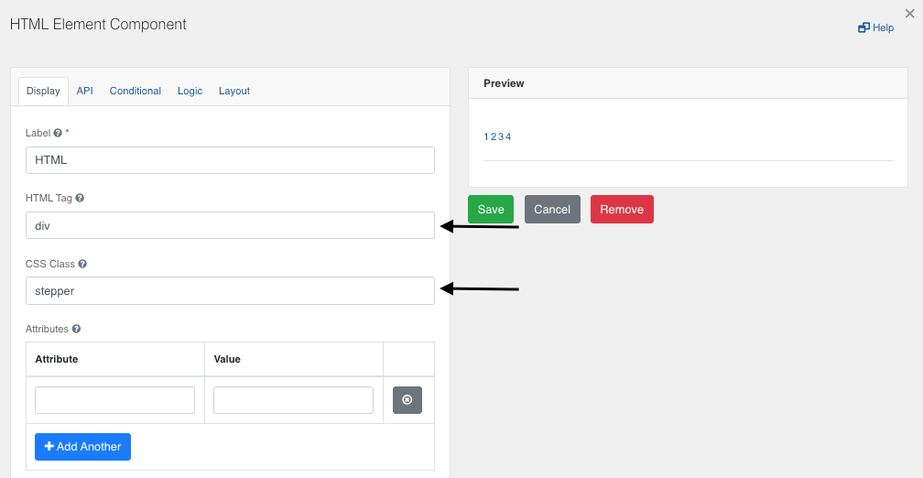 HTML Element Component
Help
Display API Conditional Logic Layout
Label *
HTML
HTML Tag
div
CSS Class
stepper
Attributes
Attribute Value
Add Another
Preview
1 2 3 4
Save Cancel Remove